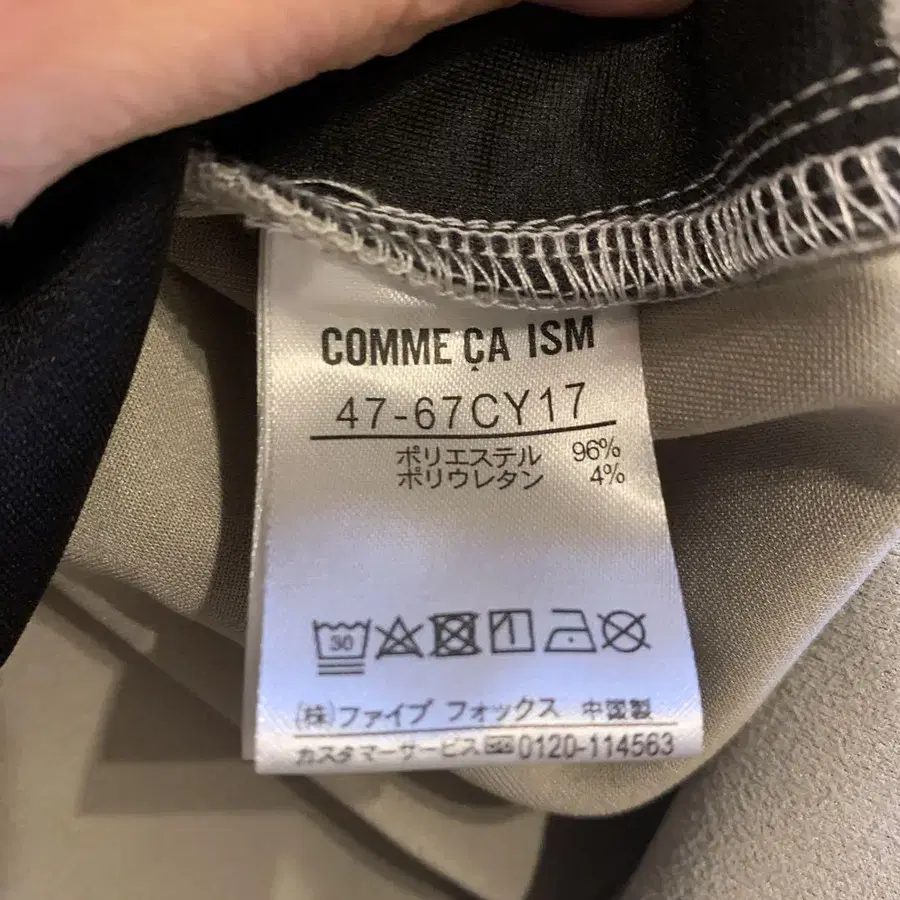 COMME ÇA ISM
47-67CY17
ポリエステル 96%
ポリウレタン 4%
30
(株)ファイブ フォックス 中国製
カスタマーサービス 0120-114563